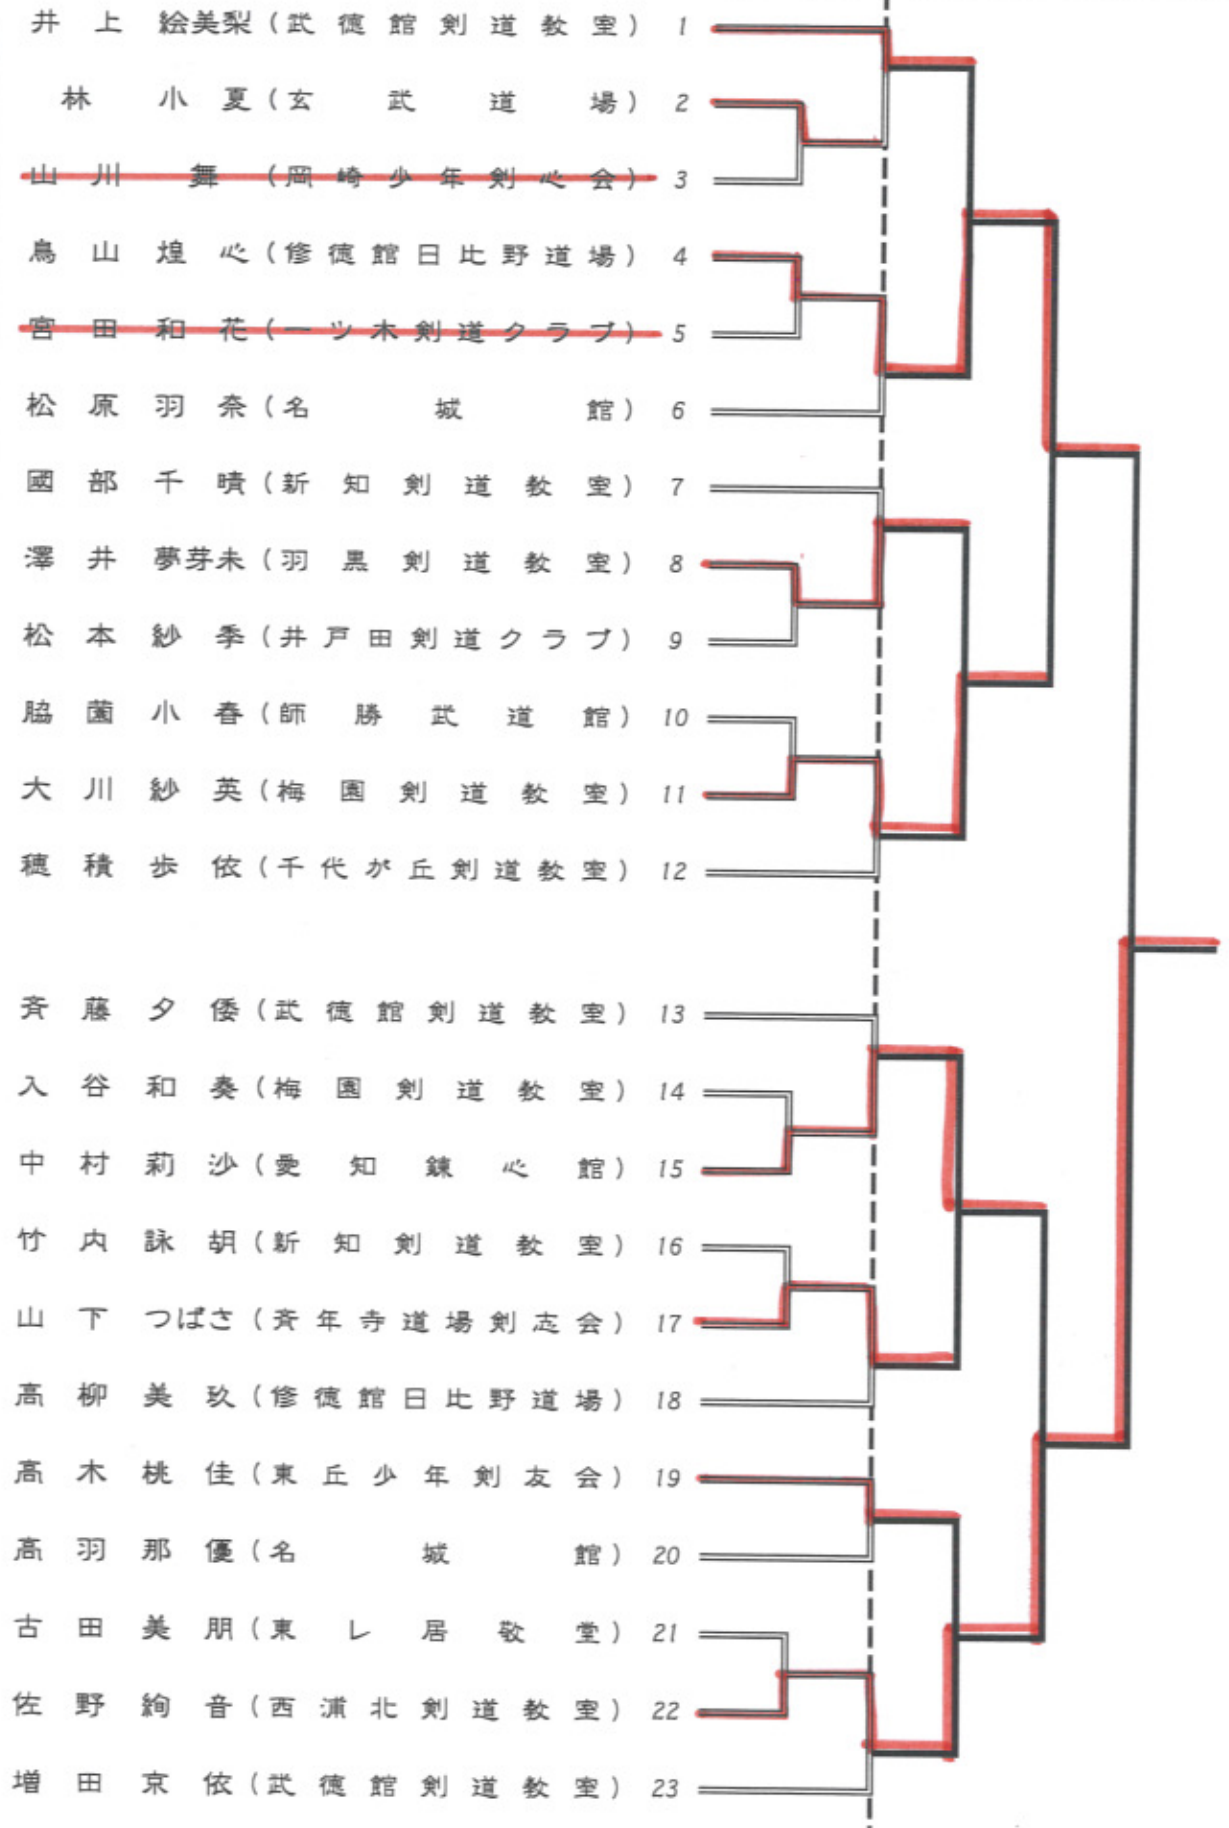 井上 絵美梨（武徳館剣道教室） 1
林 小夏（玄武道場） 2
山川 舞（岡崎少年剣心会） 3
鳥山煌心（修徳館日比野道場） 4
宮田和花（一ツ木剣道クラブ） 5
松原羽奈（名城館） 6
國部千晴（新知剣道教室） 7
澤井 夢芽未（羽黒剣道教室） 8
松本紗季（井戸田剣道クラブ） 9
脇薗小春（師勝武道館） 10
大川紗英（梅園剣道教室） 11
穂積歩依（千代が丘剣道教室） 12
斉藤夕倭（武徳館剣道教室） 13
入谷和奏（梅園剣道教室） 14
中村莉沙（愛知錬心館） 15
竹内詠胡（新知剣道教室） 16
山下 つばさ（斉年寺道場剣志会） 17
高柳美玖（修徳館日比野道場） 18
高木桃佳（東丘少年剣友会） 19
高羽那優（名城館） 20
古田美朋（東レ居敬堂） 21
佐野絢音（西浦北剣道教室） 22
増田京依（武徳館剣道教室） 23